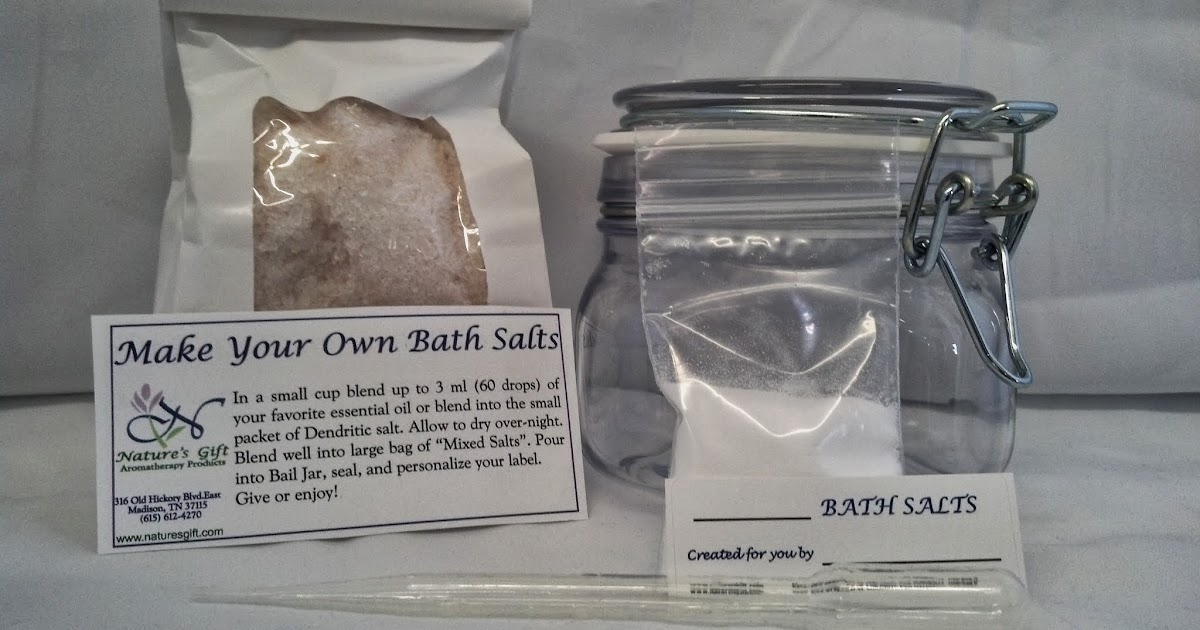 Make Your Own Bath Salts
In a small cup blend up to 3 ml (60 drops) of
your favorite essential oil or blend into the small
packet of Dendritic salt. Allow to dry over-night.
Blend well into large bag of “Mixed Salts”. Pour
into Bail Jar, seal, and personalize your label.
Give or enjoy!
N
Nature's Gift
Aromatherapy Products
316 Old Hickory Blvd.East
Madison, TN 37115
(615) 612-4270
www.naturesgift.com
BATH SALTS
Created for you by
www.naturesgift.com